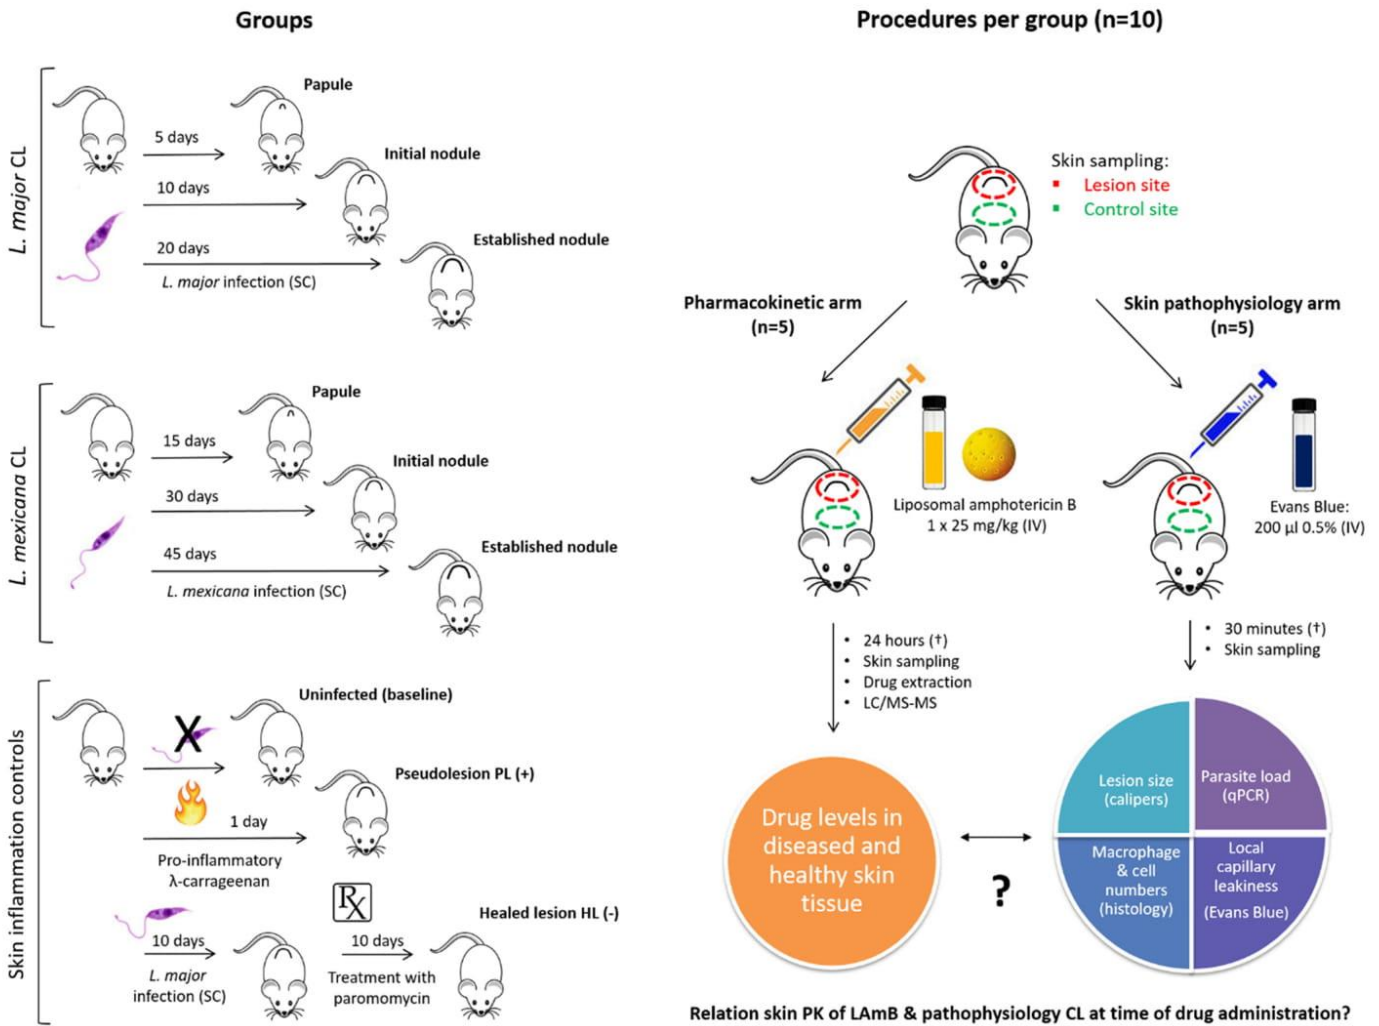 Groups
L. major CL
Papule
5 days
Initial nodule
10 days
Established nodule
20 days
L. major infection (SC)
L. mexicana CL
Papule
15 days
Initial nodule
30 days
Established nodule
45 days
L. mexicana infection (SC)
Skin inflammation controls
Uninfected (baseline)
X
Pseudolesion PL (+)
1 day
Pro-inflammatory
λ-carrageenan
Rx
Healed lesion HL (-)
10 days
10 days
L. major
infection (SC)
Treatment with
paromomycin
Procedures per group (n=10)
Skin sampling:
▪ Lesion site
▪ Control site
Pharmacokinetic arm
(n=5)
Skin pathophysiology arm
(n=5)
Liposomal amphotericin B
1 x 25 mg/kg (IV)
Evans Blue:
200 µl 0.5% (IV)
• 24 hours (†)
• Skin sampling
• Drug extraction
• LC/MS-MS
• 30 minutes (†)
• Skin sampling
Drug levels in
diseased and
healthy skin
tissue
?
Lesion size
(calipers)
Parasite load
(qPCR)
Macrophage
& cell
numbers
(histology)
Local
capillary
leakiness
(Evans Blue)
Relation skin PK of LAmB & pathophysiology CL at time of drug administration?